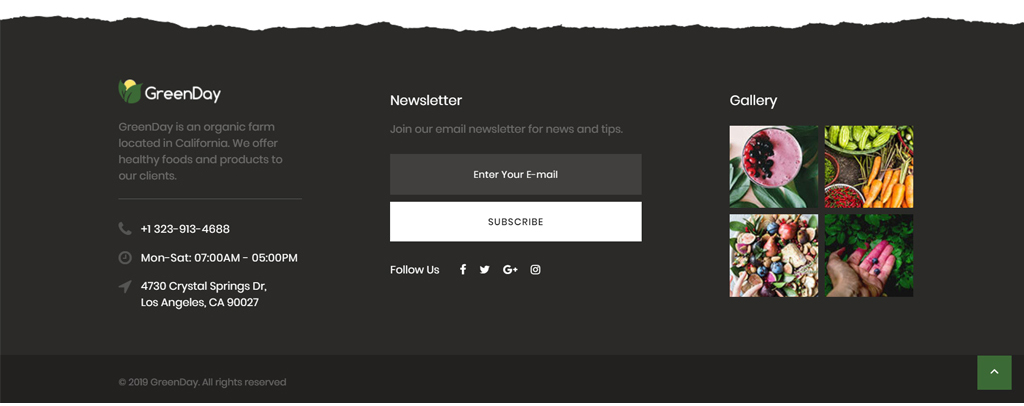 GreenDay
GreenDay is an organic farm
located in California. We offer
healthy foods and products to
our clients.
+1 323-913-4688
Mon-Sat: 07:00AM - 05:00PM
4730 Crystal Springs Dr,
Los Angeles, CA 90027
Newsletter
Join our email newsletter for news and tips.
Enter Your E-mail
SUBSCRIBE
Follow Us
Gallery
© 2019 GreenDay. All rights reserved